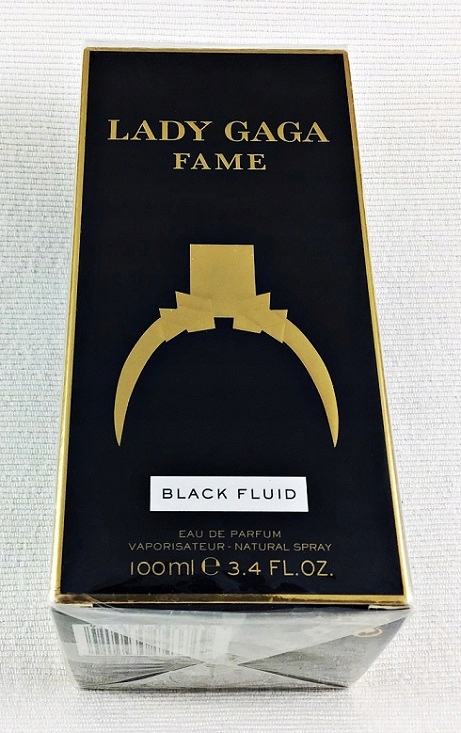 LADY GAGA
FAME
BLACK FLUID
EAU DE PARFUM
VAPORISATEUR - NATURAL SPRAY
100ml ℮ 3.4 FL.OZ.